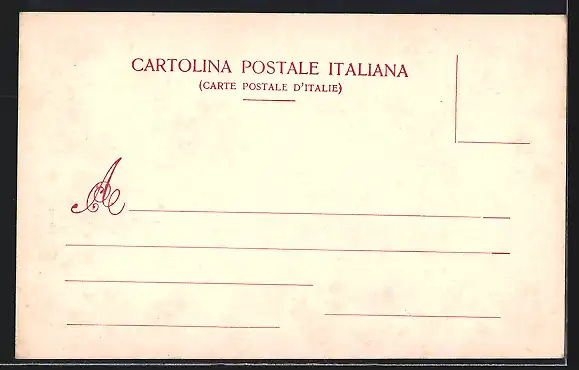 CARTOLINA POSTALE ITALIANA
(CARTE POSTALE D'ITALIE)
A